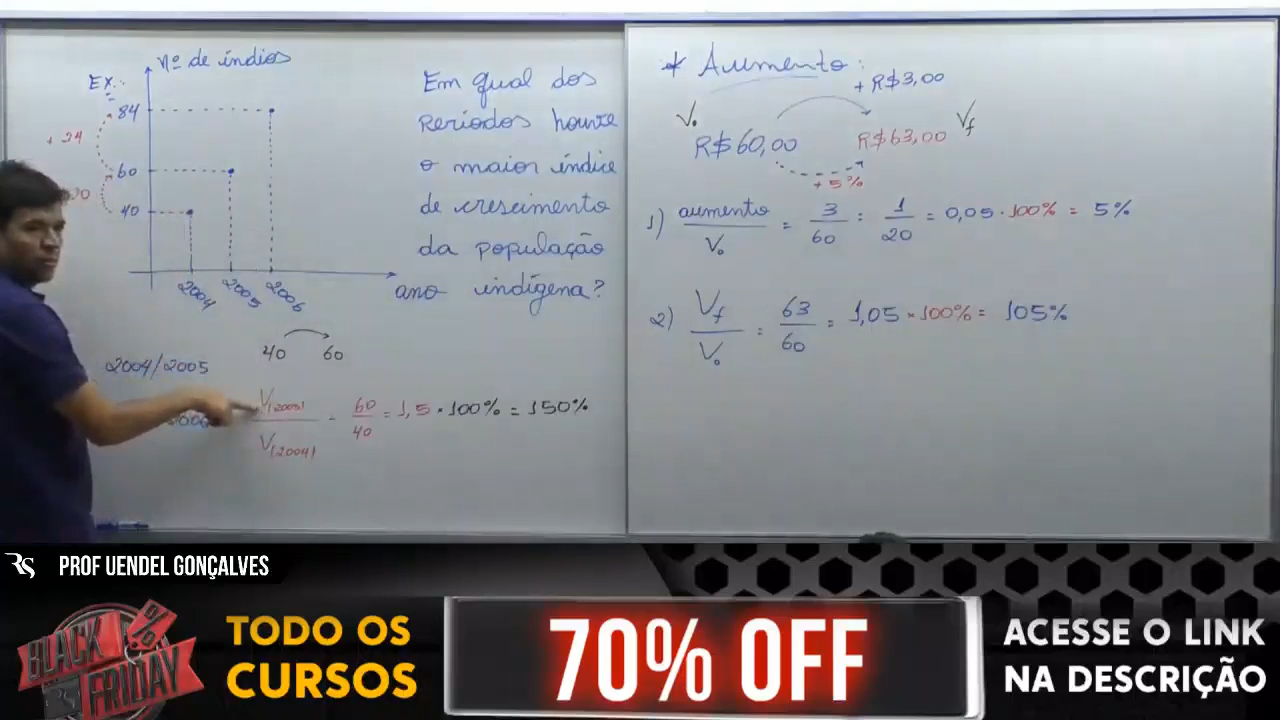 Nº de índios
Ex.:
84
+ 24
60
40
2004
2005
2006
ano
Em qual dos
períodos houve
o maior índice
de crescimento
da população
indígena?
2004/2005
40 60
V(2005)
V(2004)
= 60/40 = 1,5 · 100% = 150%
* Aumento:
+ R$3,00
V₀
R$60,00
R$63,00
Vf
+5%
1) aumento/V₀ = 3/60 = 1/20 = 0,05 · 100% = 5%
2) Vf/V₀ = 63/60 = 1,05 · 100% = 105%
RS PROF UENDEL GONÇALVES
BLACK
FRIDAY
%
TODO OS
CURSOS
70% OFF
ACESSE O LINK
NA DESCRIÇÃO